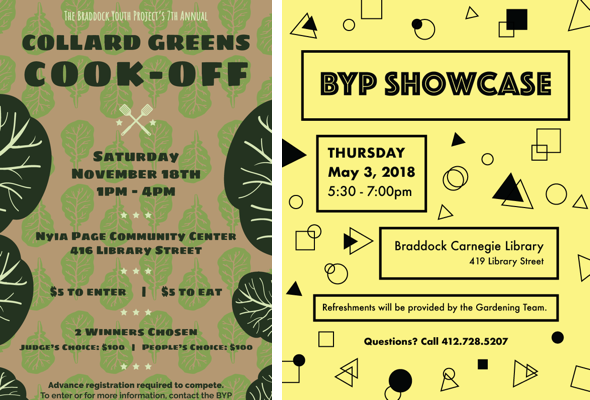 The Braddock Youth Project's 7th Annual
Collard Greens
Cook-Off
Saturday
November 18th
1pm - 4pm
Nyia Page Community Center
416 Library Street
$5 to enter | $5 to eat
2 Winners Chosen
Judge's Choice: $100 | People's Choice: $100
Advance registration required to compete.
To enter or for more information, contact the BYP
BYP SHOWCASE
THURSDAY
May 3, 2018
5:30 - 7:00pm
Braddock Carnegie Library
419 Library Street
Refreshments will be provided by the Gardening Team.
Questions? Call 412.728.5207